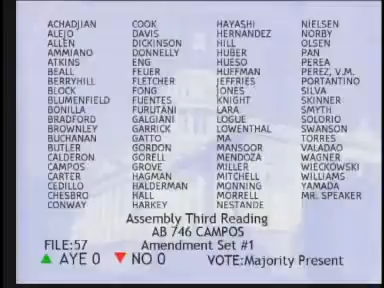 ACHADJIAN COOK HAYASHI NIELSEN
ALEJO DAVIS HERNANDEZ NORBY
ALLEN DICKINSON HILL OLSEN
AMMIANO DONNELLY HUBER PAN
ATKINS ENG HUESO PEREA
BEALL FEUER HUFFMAN PEREZ, V.M.
BERRYHILL FLETCHER JEFFRIES PORTANTINO
BLOCK FONG JONES SILVA
BLUMENFIELD FUENTES KNIGHT SKINNER
BONILLA FURUTANI LARA SMYTH
BRADFORD GALGIANI LOGUE SOLORIO
BROWNLEY GARRICK LOWENTHAL SWANSON
BUCHANAN GATTO MA TORRES
BUTLER GORDON MANSOOR VALADAO
CALDERON GORELL MENDOZA WAGNER
CAMPOS GROVE MILLER WIECKOWSKI
CARTER HAGMAN MITCHELL WILLIAMS
CEDILLO HALDERMAN MONNING YAMADA
CHESBRO HALL MORRELL MR. SPEAKER
CONWAY HARKEY NESTANDE
Assembly Third Reading
AB 746 CAMPOS
FILE:57 Amendment Set #1
AYE 0 NO 0 VOTE:Majority Present